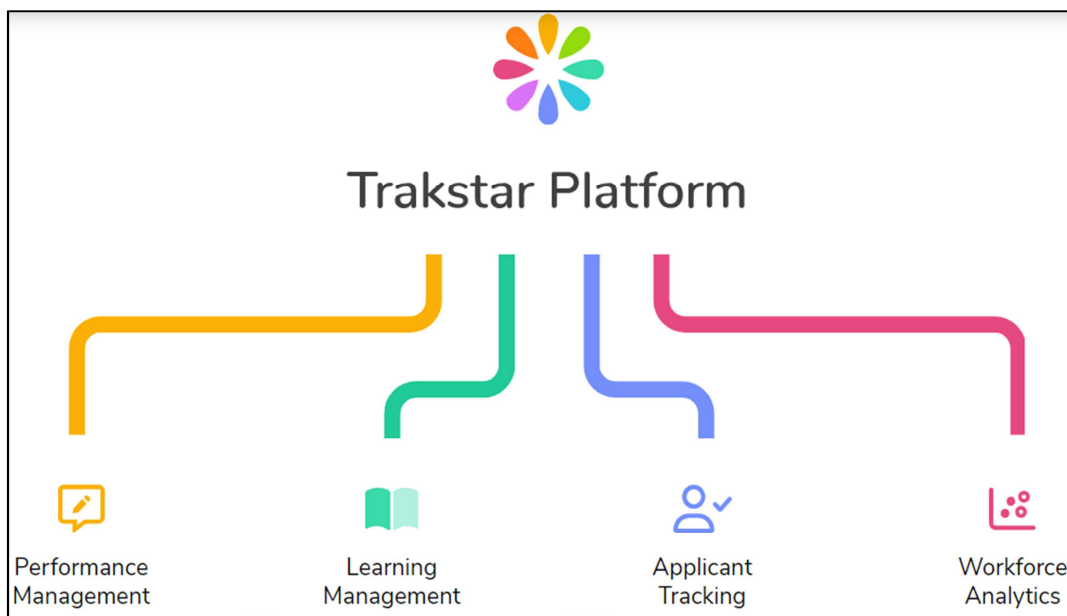 Trakstar Platform
Performance
Management
Learning
Management
Applicant
Tracking
Workforce
Analytics